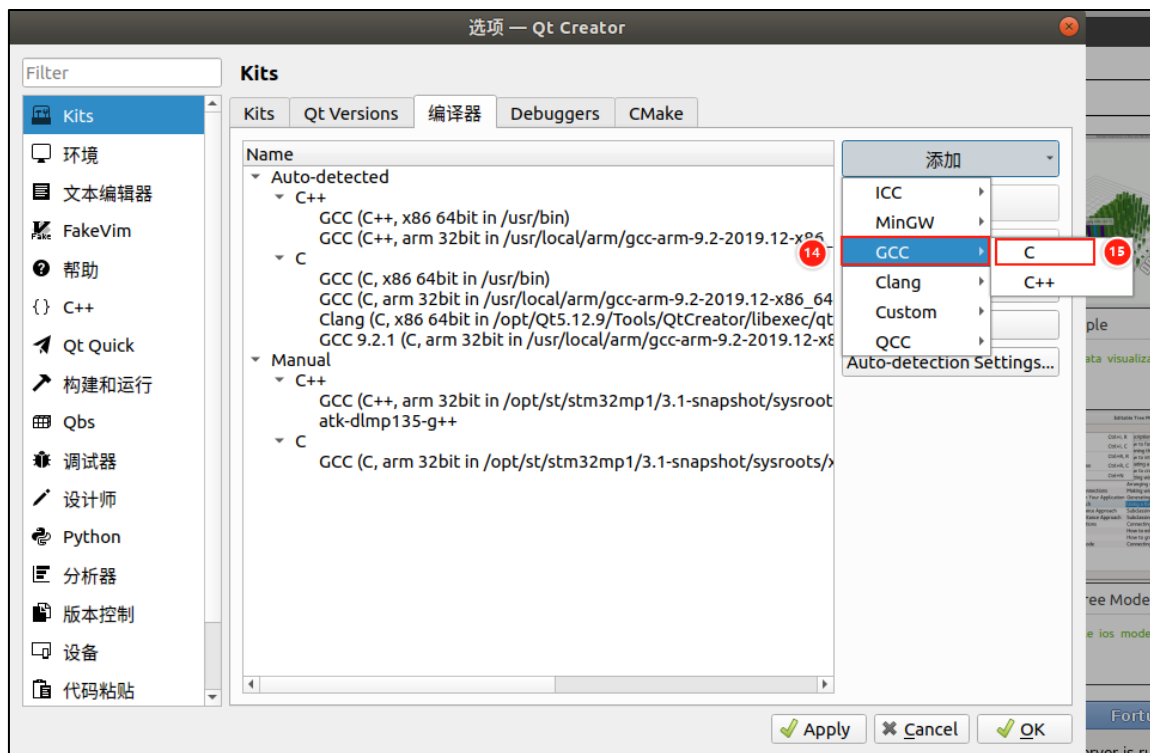 选项 — Qt Creator
Filter
Kits
环境
文本编辑器
FakeVim
帮助
{} C++
Qt Quick
构建和运行
Qbs
调试器
设计师
Python
分析器
版本控制
设备
代码粘贴
Kits
Kits Qt Versions 编译器 Debuggers CMake
Name
Auto-detected
C++
GCC (C++, x86 64bit in /usr/bin)
GCC (C++, arm 32bit in /usr/local/arm/gcc-arm-9.2-2019.12-x86_
C
GCC (C, x86 64bit in /usr/bin)
GCC (C, arm 32bit in /usr/local/arm/gcc-arm-9.2-2019.12-x86_64
Clang (C, x86 64bit in /opt/Qt5.12.9/Tools/QtCreator/libexec/qt
GCC 9.2.1 (C, arm 32bit in /usr/local/arm/gcc-arm-9.2-2019.12-x8
Manual
C++
GCC (C++, arm 32bit in /opt/st/stm32mp1/3.1-snapshot/sysroot
atk-dlmp135-g++
C
GCC (C, arm 32bit in /opt/st/stm32mp1/3.1-snapshot/sysroots/x
添加
ICC
MinGW
14 GCC
Clang
Custom
QCC
C 15
C++
Auto-detection Settings...
Apply Cancel OK
ple
ata visualiza
ree Mode
e ios mode
Fortu